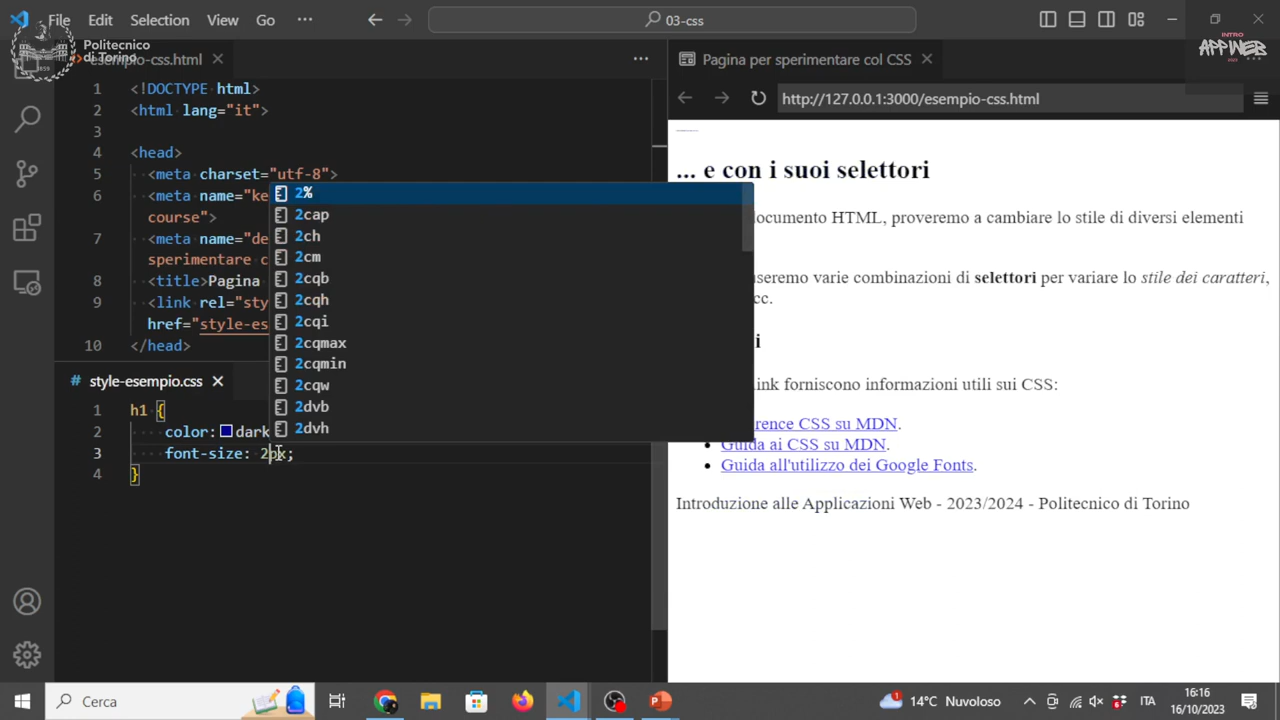 File Edit Selection View Go ··· 03-css
Politecnico
di Torino
1859
INTRO
APPWEB
2023
esempio-css.html
Pagina per sperimentare col CSS
http://127.0.0.1:3000/esempio-css.html
1 <!DOCTYPE html>
2 <html lang="it">
3
4 <head>
5 <meta charset="utf-8">
6 <meta name="ke
course">
7 <meta name="de
sperimentare c
8 <title>Pagina
9 <link rel="sty
href="style-es
10 </head>
2%
2cap
2ch
2cm
2cqb
2cqh
2cqi
2cqmax
2cqmin
2cqw
2dvb
2dvh
# style-esempio.css
1 h1 {
2 color: dark
3 font-size: 2px;
4 }
... e con i suoi selettori
documento HTML, proveremo a cambiare lo stile di diversi elementi
useremo varie combinazioni di selettori per variare lo stile dei caratteri,
cc.
i
link forniscono informazioni utili sui CSS:
rence CSS su MDN.
Guida ai CSS su MDN.
Guida all'utilizzo dei Google Fonts.
Introduzione alle Applicazioni Web - 2023/2024 - Politecnico di Torino
Cerca
1
14°C Nuvoloso
ITA
16:16
16/10/2023